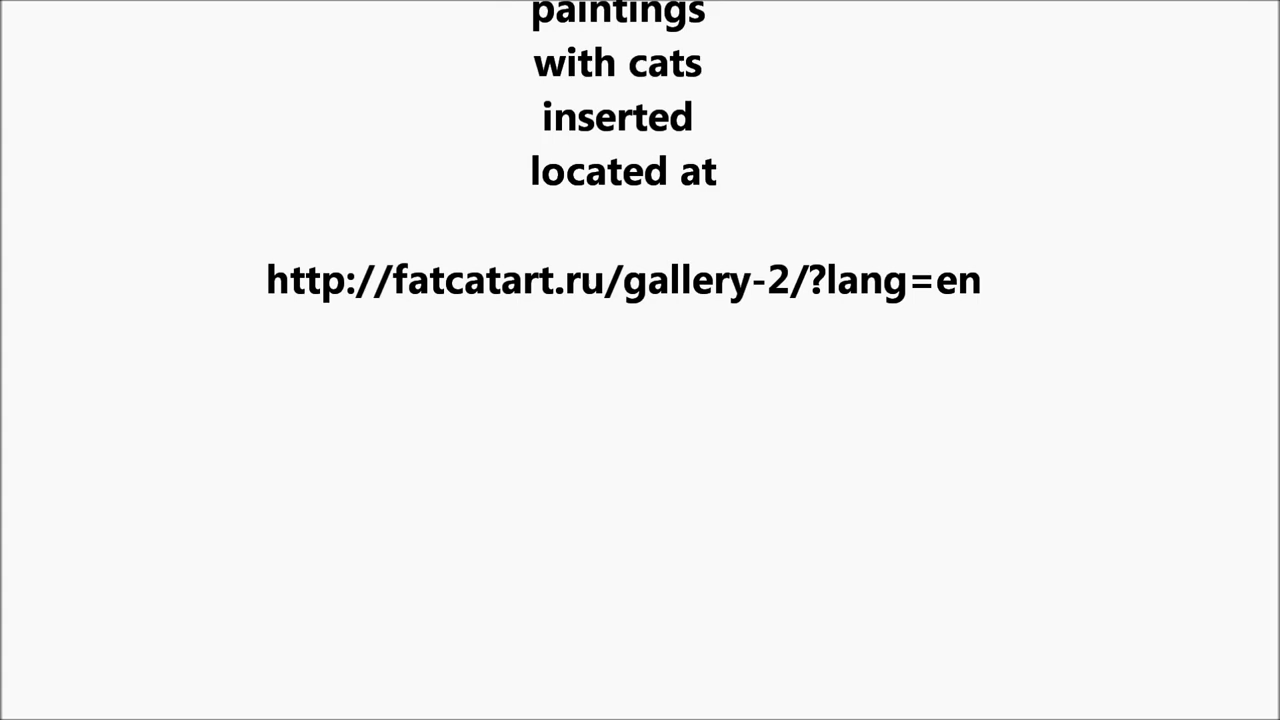 paintings
with cats
inserted
located at
http://fatcatart.ru/gallery-2/?lang=en